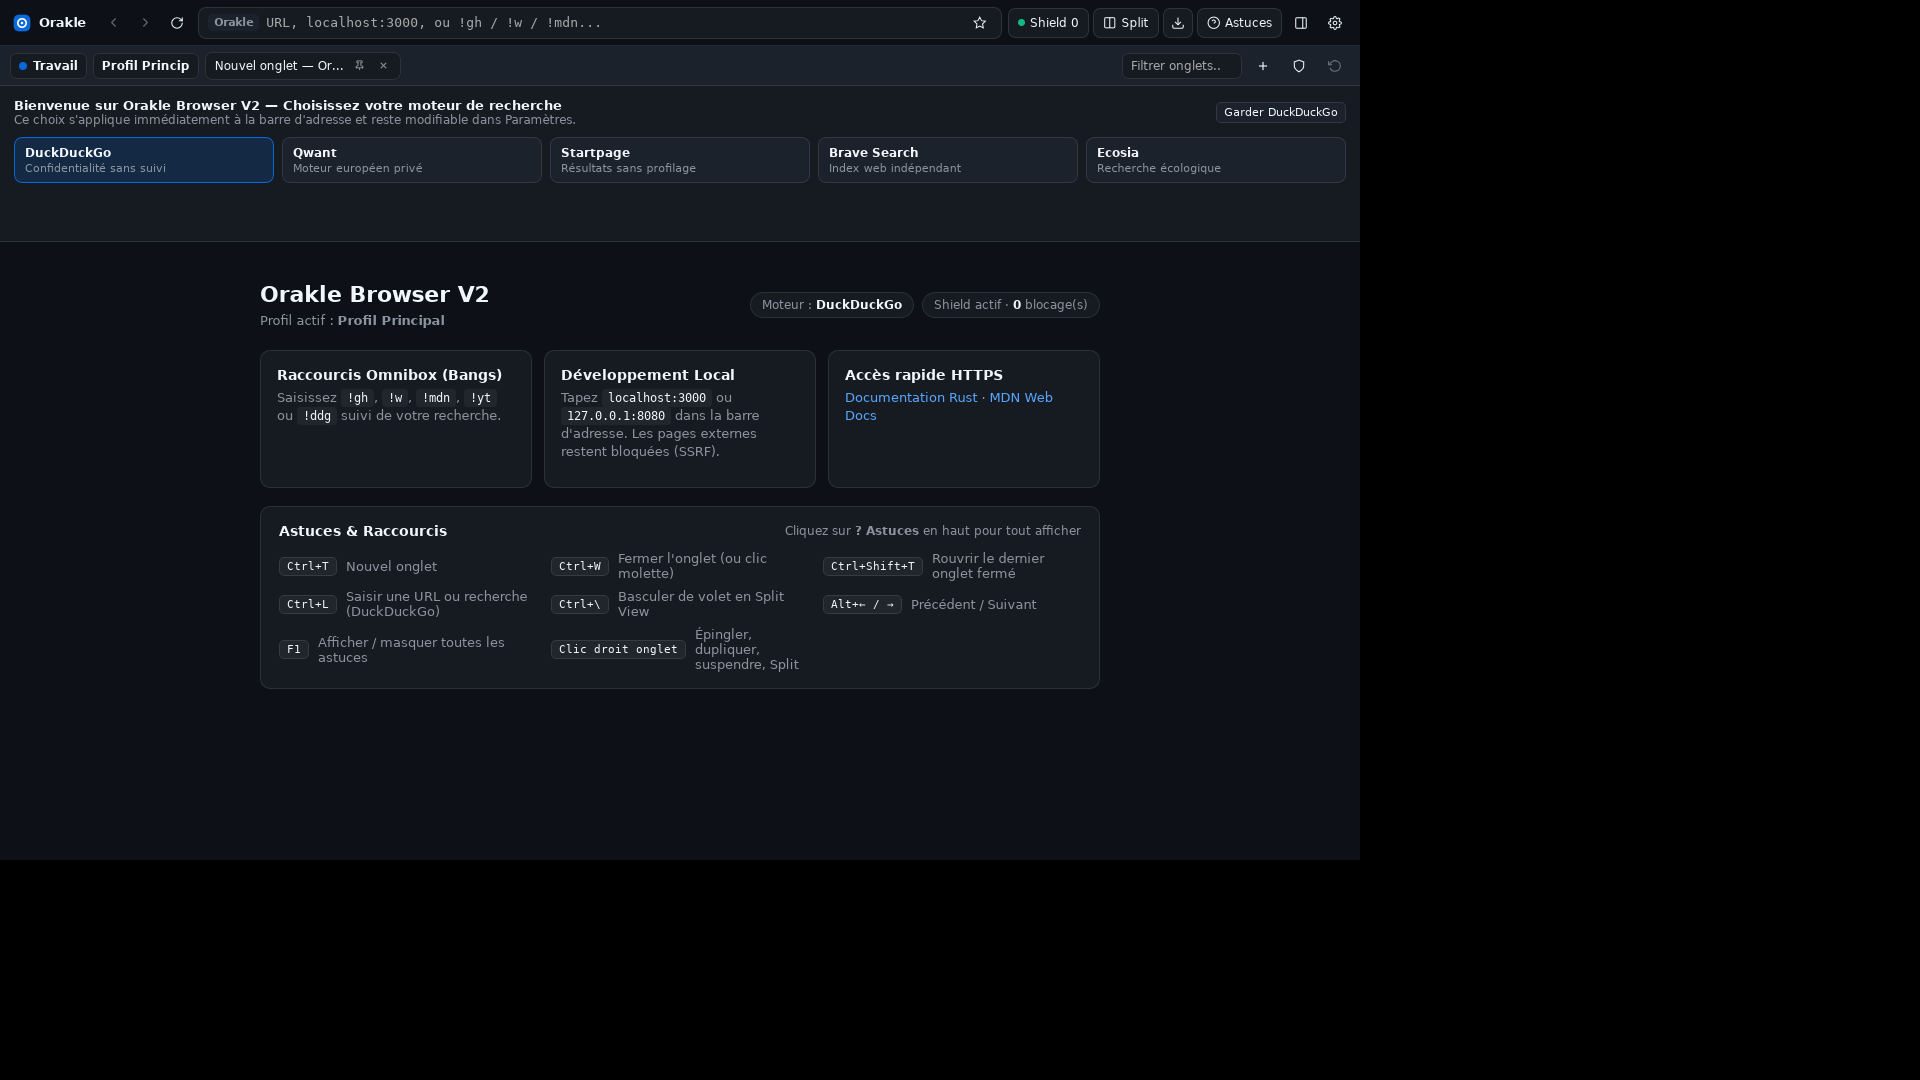 Orakle
Orakle URL, localhost:3000, ou !gh / !w / !mdn...
Shield 0
Split
Astuces
Travail
Profil Princip
Nouvel onglet — Or...
Filtrer onglets..
Bienvenue sur Orakle Browser V2 — Choisissez votre moteur de recherche
Ce choix s'applique immédiatement à la barre d'adresse et reste modifiable dans Paramètres.
Garder DuckDuckGo
DuckDuckGo
Confidentialité sans suivi
Qwant
Moteur européen privé
Startpage
Résultats sans profilage
Brave Search
Index web indépendant
Ecosia
Recherche écologique
Orakle Browser V2
Profil actif : Profil Principal
Moteur : DuckDuckGo
Shield actif · 0 blocage(s)
Raccourcis Omnibox (Bangs)
Saisissez !gh , !w , !mdn , !yt
ou !ddg suivi de votre recherche.
Développement Local
Tapez localhost:3000 ou
127.0.0.1:8080 dans la barre
d'adresse. Les pages externes
restent bloquées (SSRF).
Accès rapide HTTPS
Documentation Rust · MDN Web
Docs
Astuces & Raccourcis
Cliquez sur ? Astuces en haut pour tout afficher
Ctrl+T Nouvel onglet
Ctrl+W Fermer l'onglet (ou clic
molette)
Ctrl+Shift+T Rouvrir le dernier
onglet fermé
Ctrl+L Saisir une URL ou recherche
(DuckDuckGo)
Ctrl+\ Basculer de volet en Split
View
Alt+← / → Précédent / Suivant
F1 Afficher / masquer toutes les
astuces
Clic droit onglet Épingler,
dupliquer,
suspendre, Split